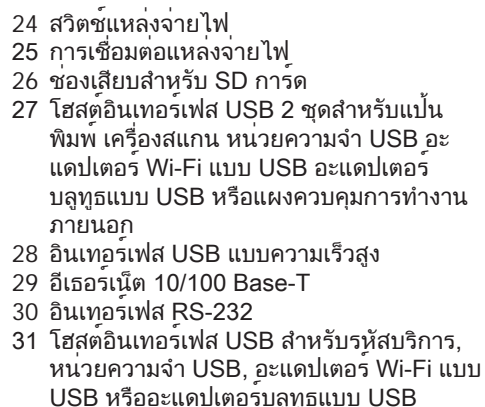 24 สวิตช์แหล่งจ่ายไฟ
25 การเชื่อมต่อแหล่งจ่ายไฟ
26 ช่องเสียบสำหรับ SD การ์ด
27 โฮสต์อินเทอร์เฟส USB 2 ชุดสำหรับแป้น
พิมพ์ เครื่องสแกน หน่วยความจำ USB อะ
แดปเตอร์ Wi-Fi แบบ USB อะแดปเตอร์
บลูทูธแบบ USB หรือแผงควบคุมการทำงาน
ภายนอก
28 อินเทอร์เฟส USB แบบความเร็วสูง
29 อีเธอร์เน็ต 10/100 Base-T
30 อินเทอร์เฟส RS-232
31 โฮสต์อินเทอร์เฟส USB สำหรับรหัสบริการ,
หน่วยความจำ USB, อะแดปเตอร์ Wi-Fi แบบ
USB หรืออะแดปเตอร์บลูทูธแบบ USB